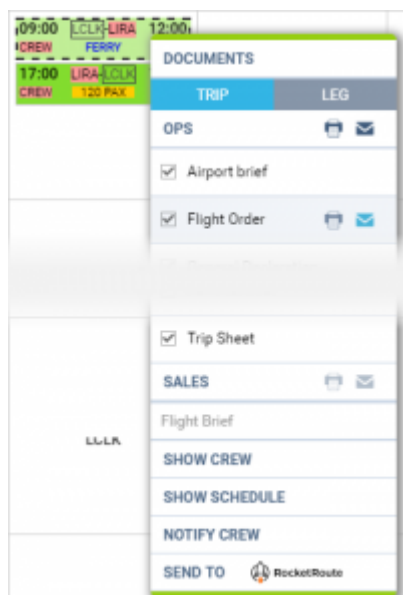 09:00 LCLK-LIRA 12:00
CREW FERRY
17:00 LIRA-LCLK
CREW 120 PAX
DOCUMENTS
TRIP LEG
OPS
Airport brief
Flight Order
Trip Sheet
SALES
Flight Brief
LCLK
SHOW CREW
SHOW SCHEDULE
NOTIFY CREW
SEND TO RocketRoute